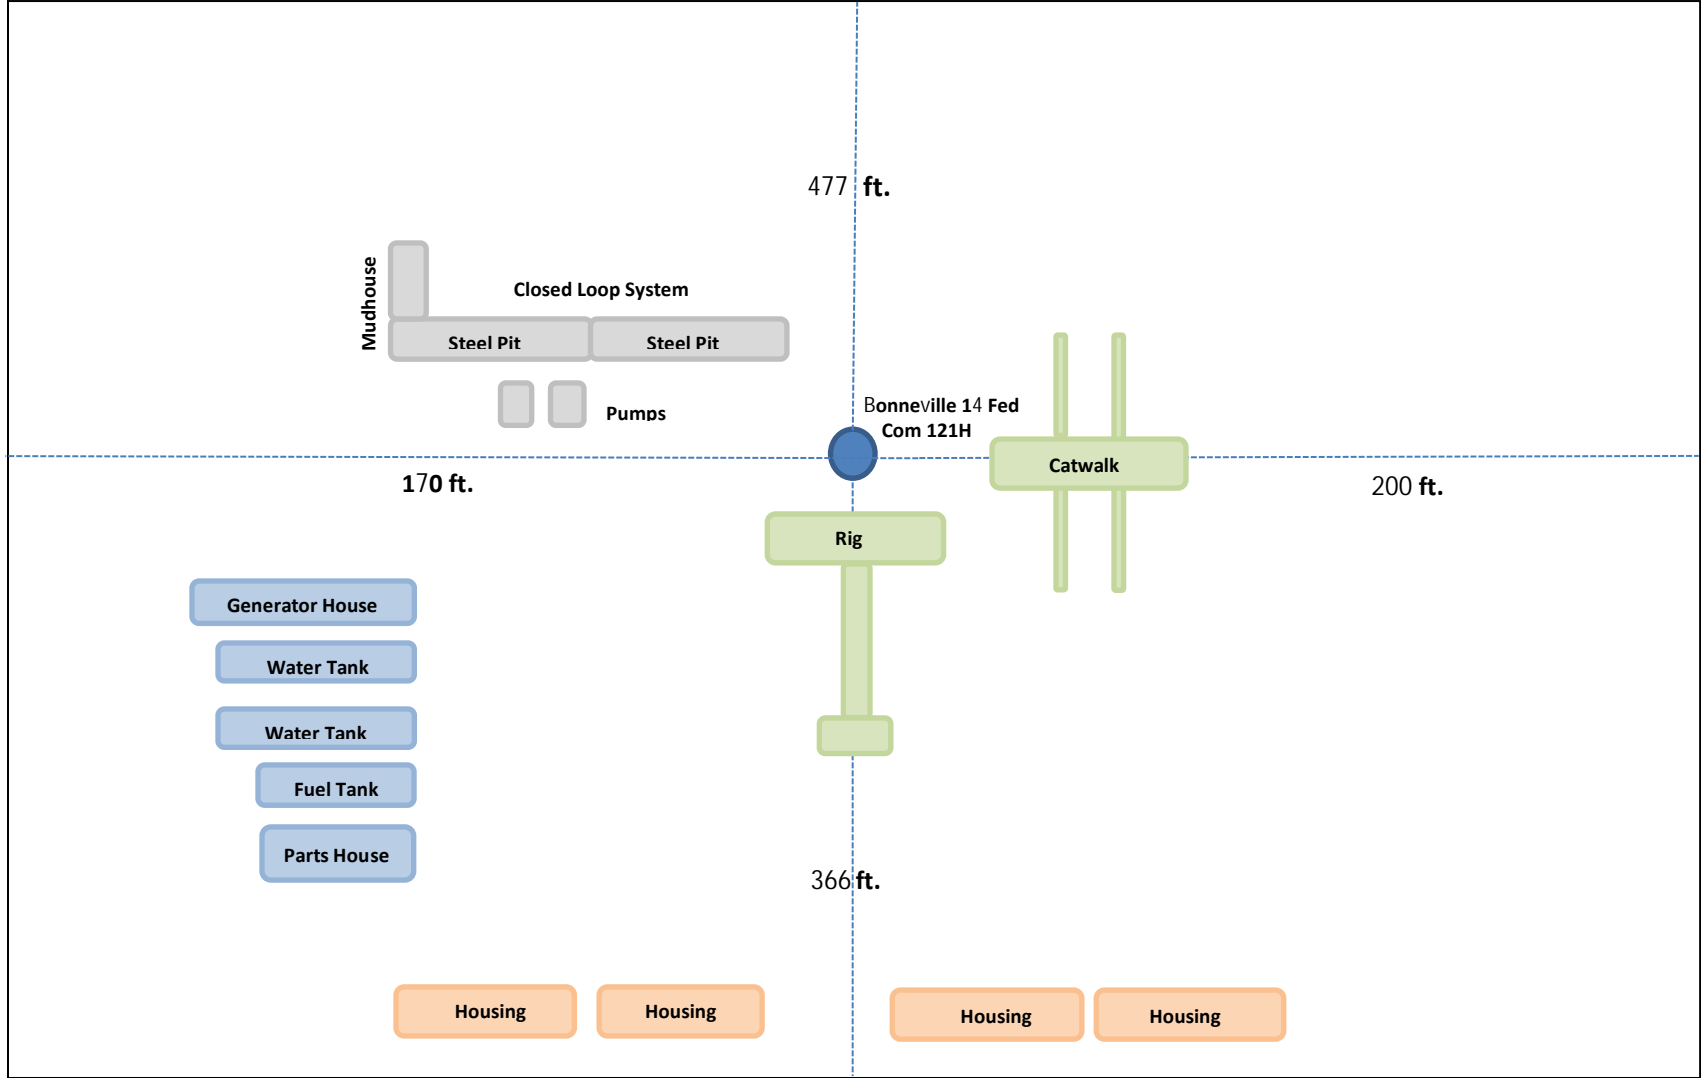 477 ft.
Mudhouse
Closed Loop System
Steel Pit
Steel Pit
Pumps
Bonneville 14 Fed
Com 121H
Catwalk
170 ft.
200 ft.
Rig
Generator House
Water Tank
Water Tank
Fuel Tank
Parts House
366 ft.
Housing
Housing
Housing
Housing